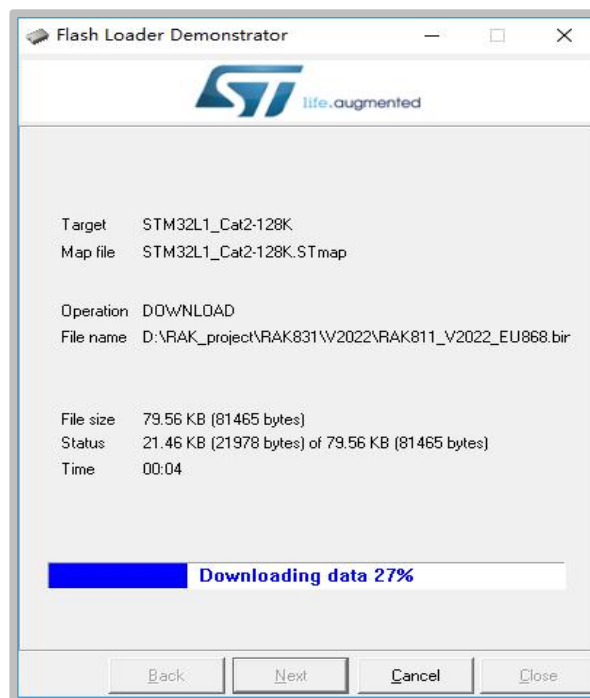 Flash Loader Demonstrator
ST life.augmented
Target STM32L1_Cat2-128K
Map file STM32L1_Cat2-128K.STmap
Operation DOWNLOAD
File name D:\RAK_project\RAK831\V2022\RAK811_V2022_EU868.bin
File size 79.56 KB (81465 bytes)
Status 21.46 KB (21978 bytes) of 79.56 KB (81465 bytes)
Time 00:04
Downloading data 27%
Back Next Cancel Close